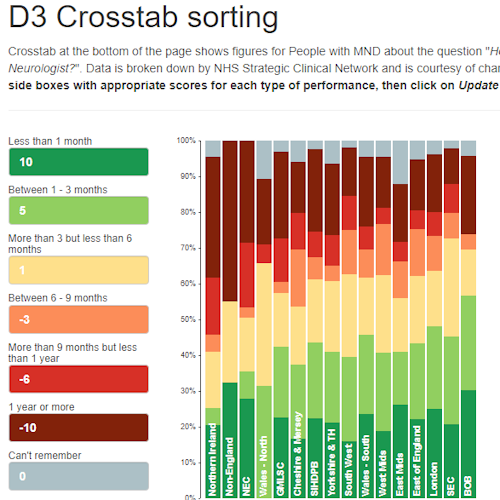 D3 Crosstab sorting
Crosstab at the bottom of the page shows figures for People with MND about the question "H
Neurologist?". Data is broken down by NHS Strategic Clinical Network and is courtesy of char
side boxes with appropriate scores for each type of performance, then click on Update
Less than 1 month
10
Between 1 - 3 months
5
More than 3 but less than 6
months
1
Between 6 - 9 months
-3
More than 9 months but less
than 1 year
-6
1 year or more
-10
Can't remember
0
100%
90%
80%
70%
60%
50%
40%
30%
20%
10%
0%
Northern Ireland
Non-England
NEC
Wales - North
GMLSC
Cheshire & Mersey
SIHDPB
Yorkshire & TH
South West
Wales - South
West Mids
East Mids
East of England
London
SEC
BOB